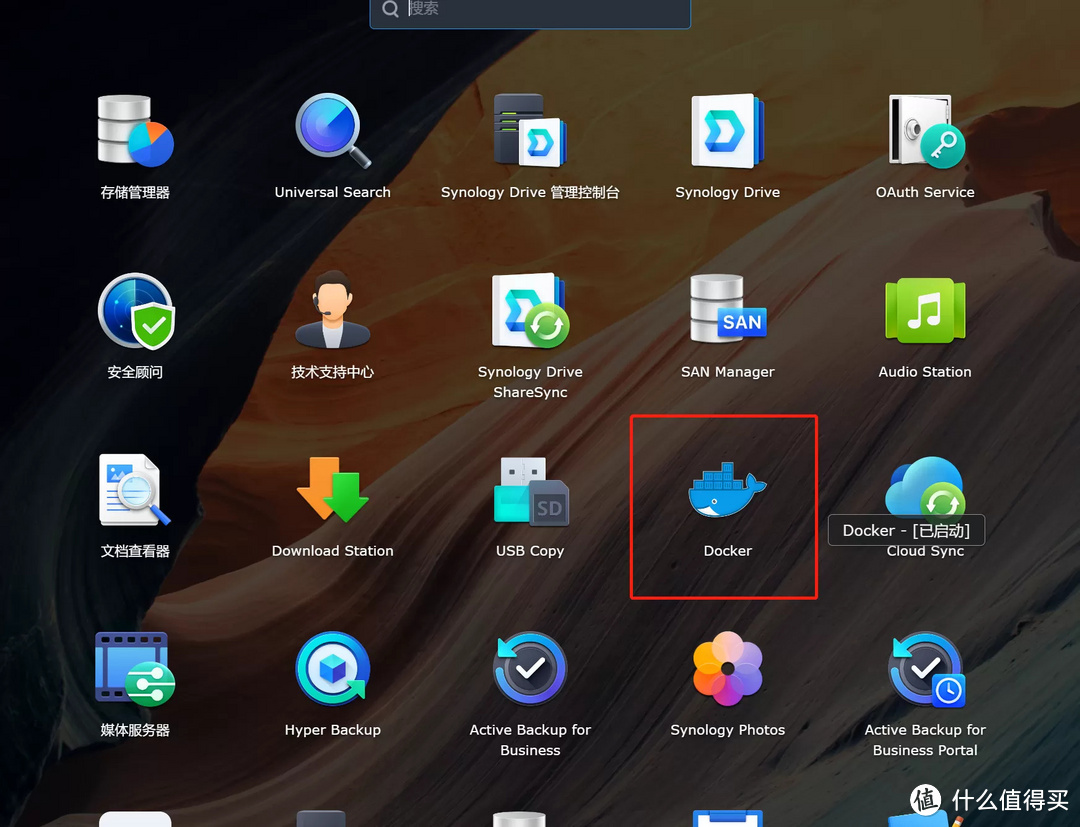 搜索
存储管理器
Universal Search
Synology Drive 管理控制台
Synology Drive
OAuth Service
安全顾问
技术支持中心
Synology Drive
ShareSync
SAN
SAN Manager
Audio Station
文档查看器
Download Station
SD
USB Copy
Docker
Docker - [已启动]
Cloud Sync
媒体服务器
Hyper Backup
Active Backup for
Business
Synology Photos
Active Backup for
Business Portal
值 什么值得买